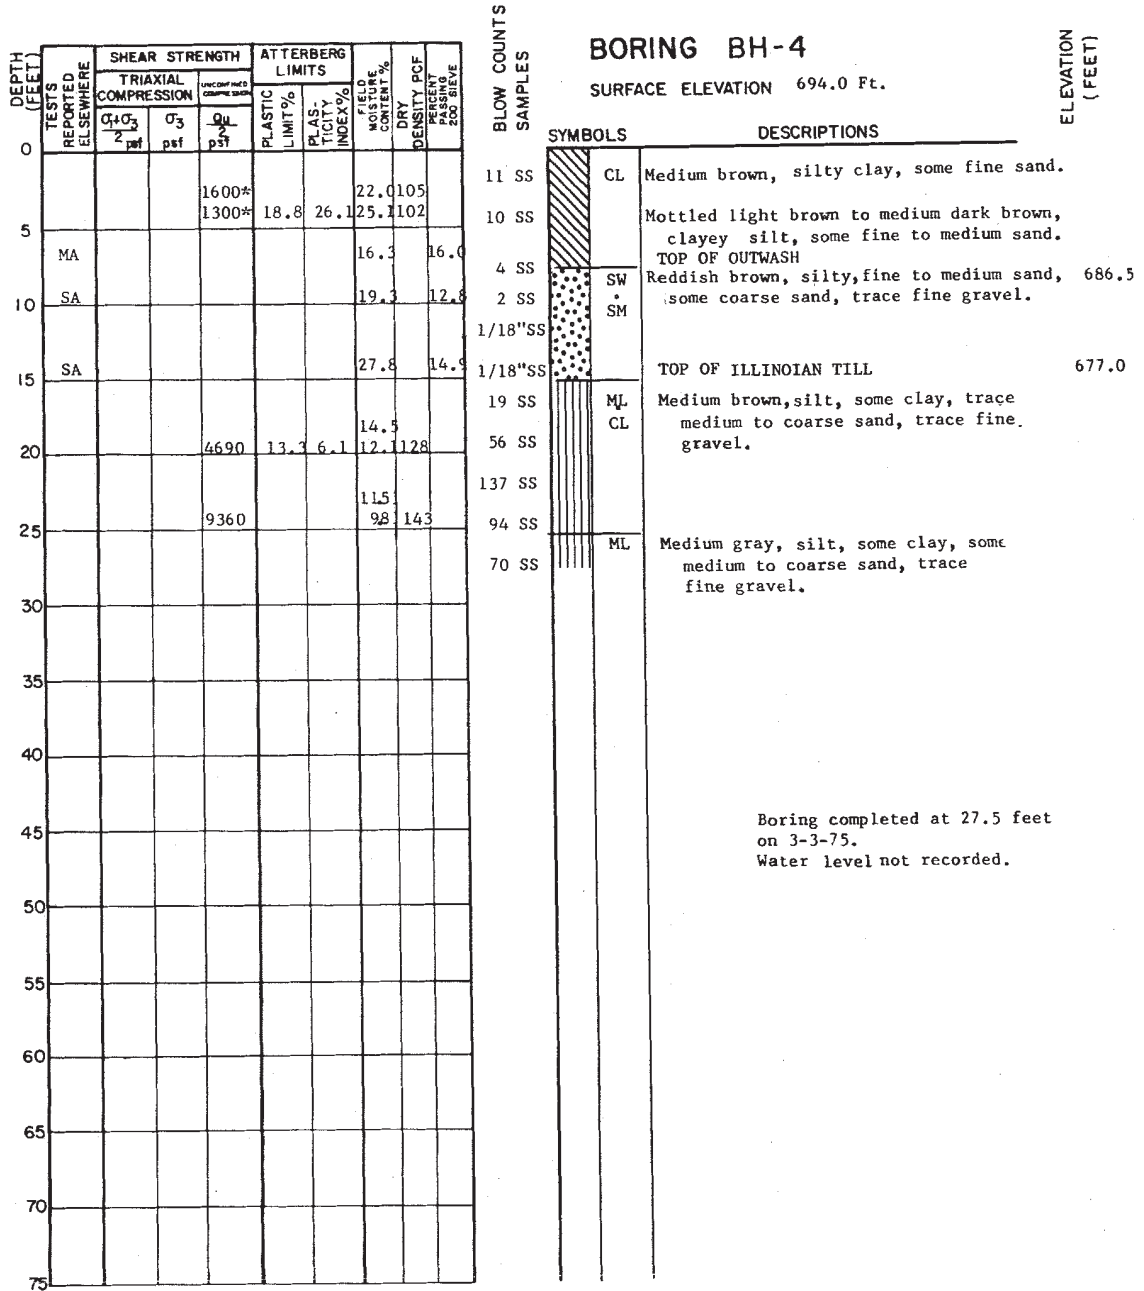 BORING BH-4
SURFACE ELEVATION 694.0 Ft.
DEPTH (FEET)
TESTS REPORTED ELSEWHERE
SHEAR STRENGTH
TRIAXIAL COMPRESSION
UNCONFINED COMPRESSION
σ1+σ3 / 2 psf
σ3 psf
Qu / 2 psf
ATTERBERG LIMITS
PLASTIC LIMIT%
PLAS-TICITY INDEX%
FIELD MOISTURE CONTENT %
DRY DENSITY PCF
PERCENT PASSING 200 SIEVE
BLOW COUNTS
SAMPLES
SYMBOLS
DESCRIPTIONS
ELEVATION (FEET)
0
11 SS CL Medium brown, silty clay, some fine sand.
1600* 22.0 105
1300* 18.8 26.1 25.1 102
10 SS Mottled light brown to medium dark brown,
clayey silt, some fine to medium sand.
5
MA 16.3 16.0
TOP OF OUTWASH
4 SS SW Reddish brown, silty, fine to medium sand, 686.5
SA 19.3 12.8
2 SS . some coarse sand, trace fine gravel.
SM
10
1/18"SS
SA 27.8 14.9
1/18"SS TOP OF ILLINOIAN TILL 677.0
15
19 SS ML Medium brown, silt, some clay, trace
CL medium to coarse sand, trace fine
14.5
56 SS gravel.
4690 13.3 6.1 12.1 128
20
137 SS
11.5
9360 9.8 143
94 SS
25
ML Medium gray, silt, some clay, some
70 SS medium to coarse sand, trace
fine gravel.
30
35
40
Boring completed at 27.5 feet
on 3-3-75.
Water level not recorded.
45
50
55
60
65
70
75